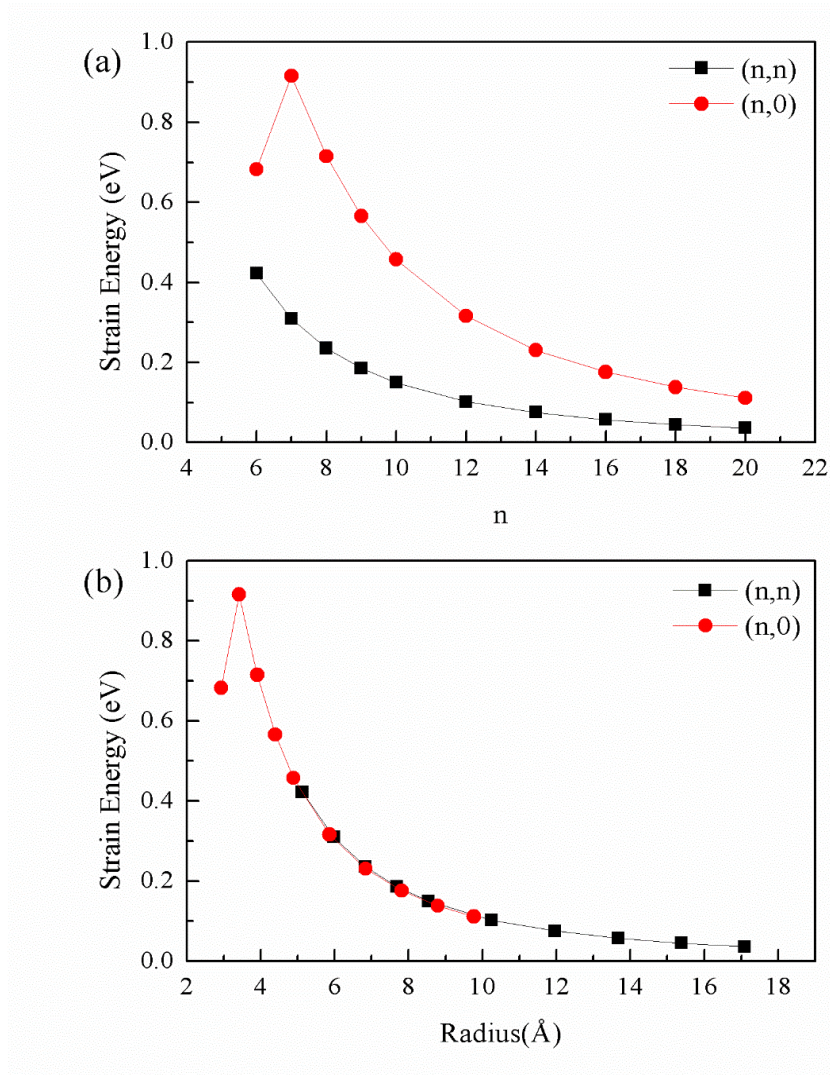 (a)
(n,n)
(n,0)
1.0
0.8
0.6
0.4
0.2
0.0
Strain Energy (eV)
4 6 8 10 12 14 16 18 20 22
n
(b)
(n,n)
(n,0)
1.0
0.8
0.6
0.4
0.2
0.0
Strain Energy (eV)
2 4 6 8 10 12 14 16 18
Radius(Å)